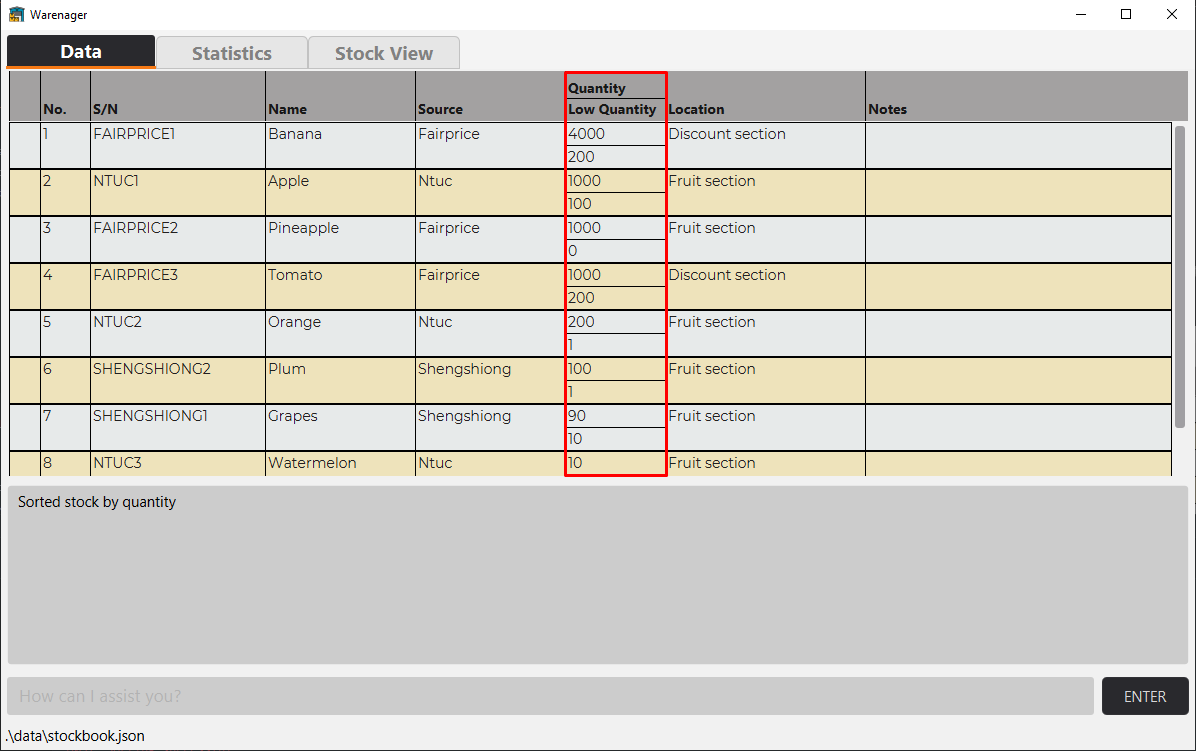 Warenager
Data Statistics Stock View
Quantity
No. S/N Name Source Low Quantity Location Notes
1 FAIRPRICE1 Banana Fairprice 4000 Discount section
200
2 NTUC1 Apple Ntuc 1000 Fruit section
100
3 FAIRPRICE2 Pineapple Fairprice 1000 Fruit section
0
4 FAIRPRICE3 Tomato Fairprice 1000 Discount section
200
5 NTUC2 Orange Ntuc 200 Fruit section
1
6 SHENGSHIONG2 Plum Shengshiong 100 Fruit section
1
7 SHENGSHIONG1 Grapes Shengshiong 90 Fruit section
10
8 NTUC3 Watermelon Ntuc 10 Fruit section
Sorted stock by quantity
How can I assist you? ENTER
.\data\stockbook.json